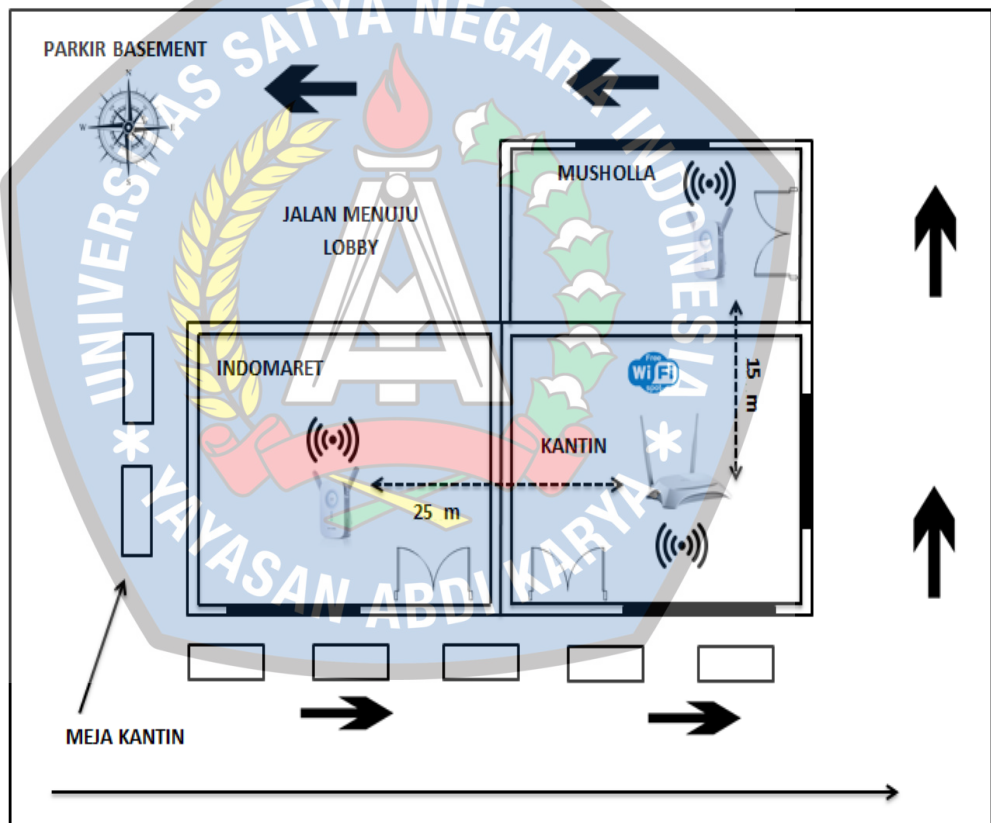 PARKIR BASEMENT
N
W
E
S
UNIVERSITAS SATYA NEGARA INDONESIA
MUSHOLLA
JALAN MENUJU
LOBBY
INDOMARET
Free
Wi Fi
spot
15 m
KANTIN
25 m
* YAYASAN ABDI KARYA *
MEJA KANTIN